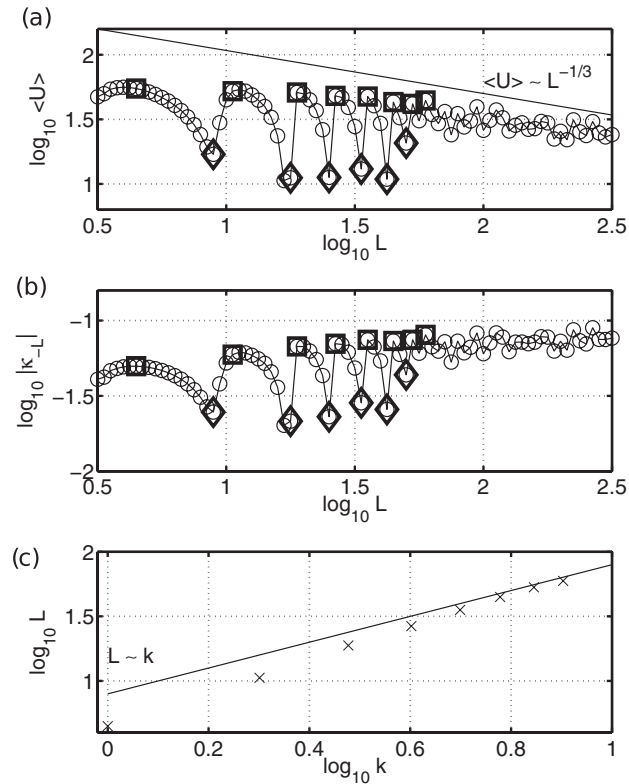 (a)
2
1.5
1
log₁₀ <U>
<U> ~ L⁻¹/³
0.5 1 1.5 2 2.5
log₁₀ L
(b)
−1
−1.5
−2
log₁₀ |κ₋L|
0.5 1 1.5 2 2.5
log₁₀ L
(c)
2
1.5
1
log₁₀ L
L ~ k
0 0.2 0.4 0.6 0.8 1
log₁₀ k